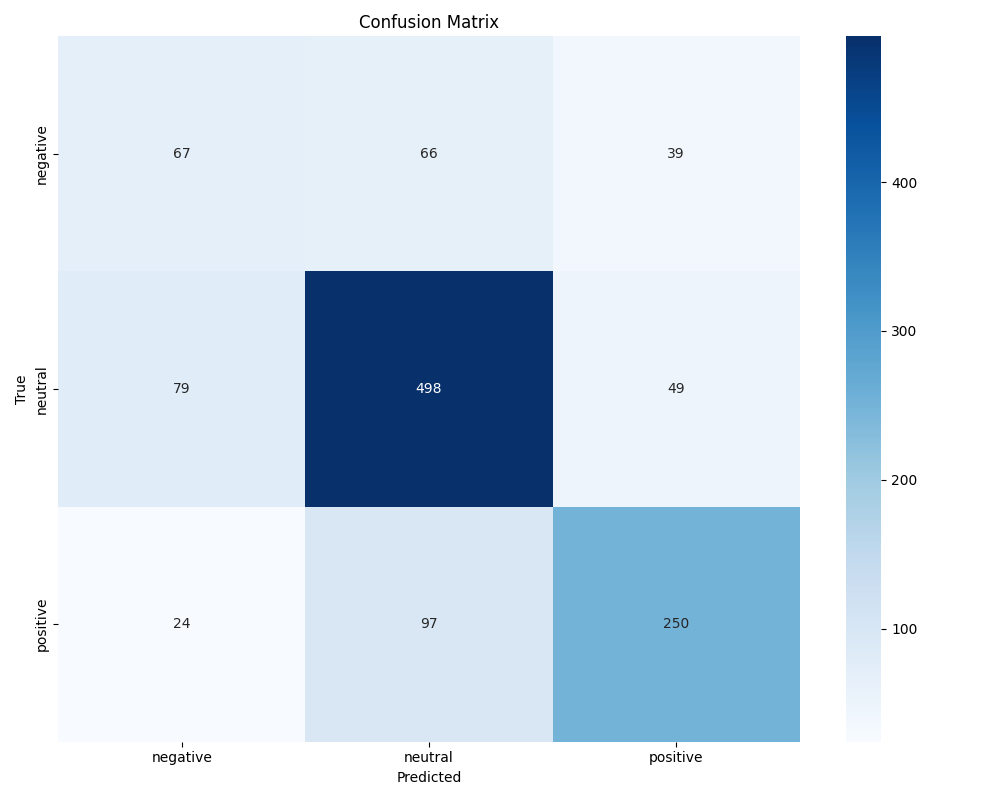 Confusion Matrix
True
negative
67 66 39
neutral
79 498 49
positive
24 97 250
negative neutral positive
Predicted
400
300
200
100